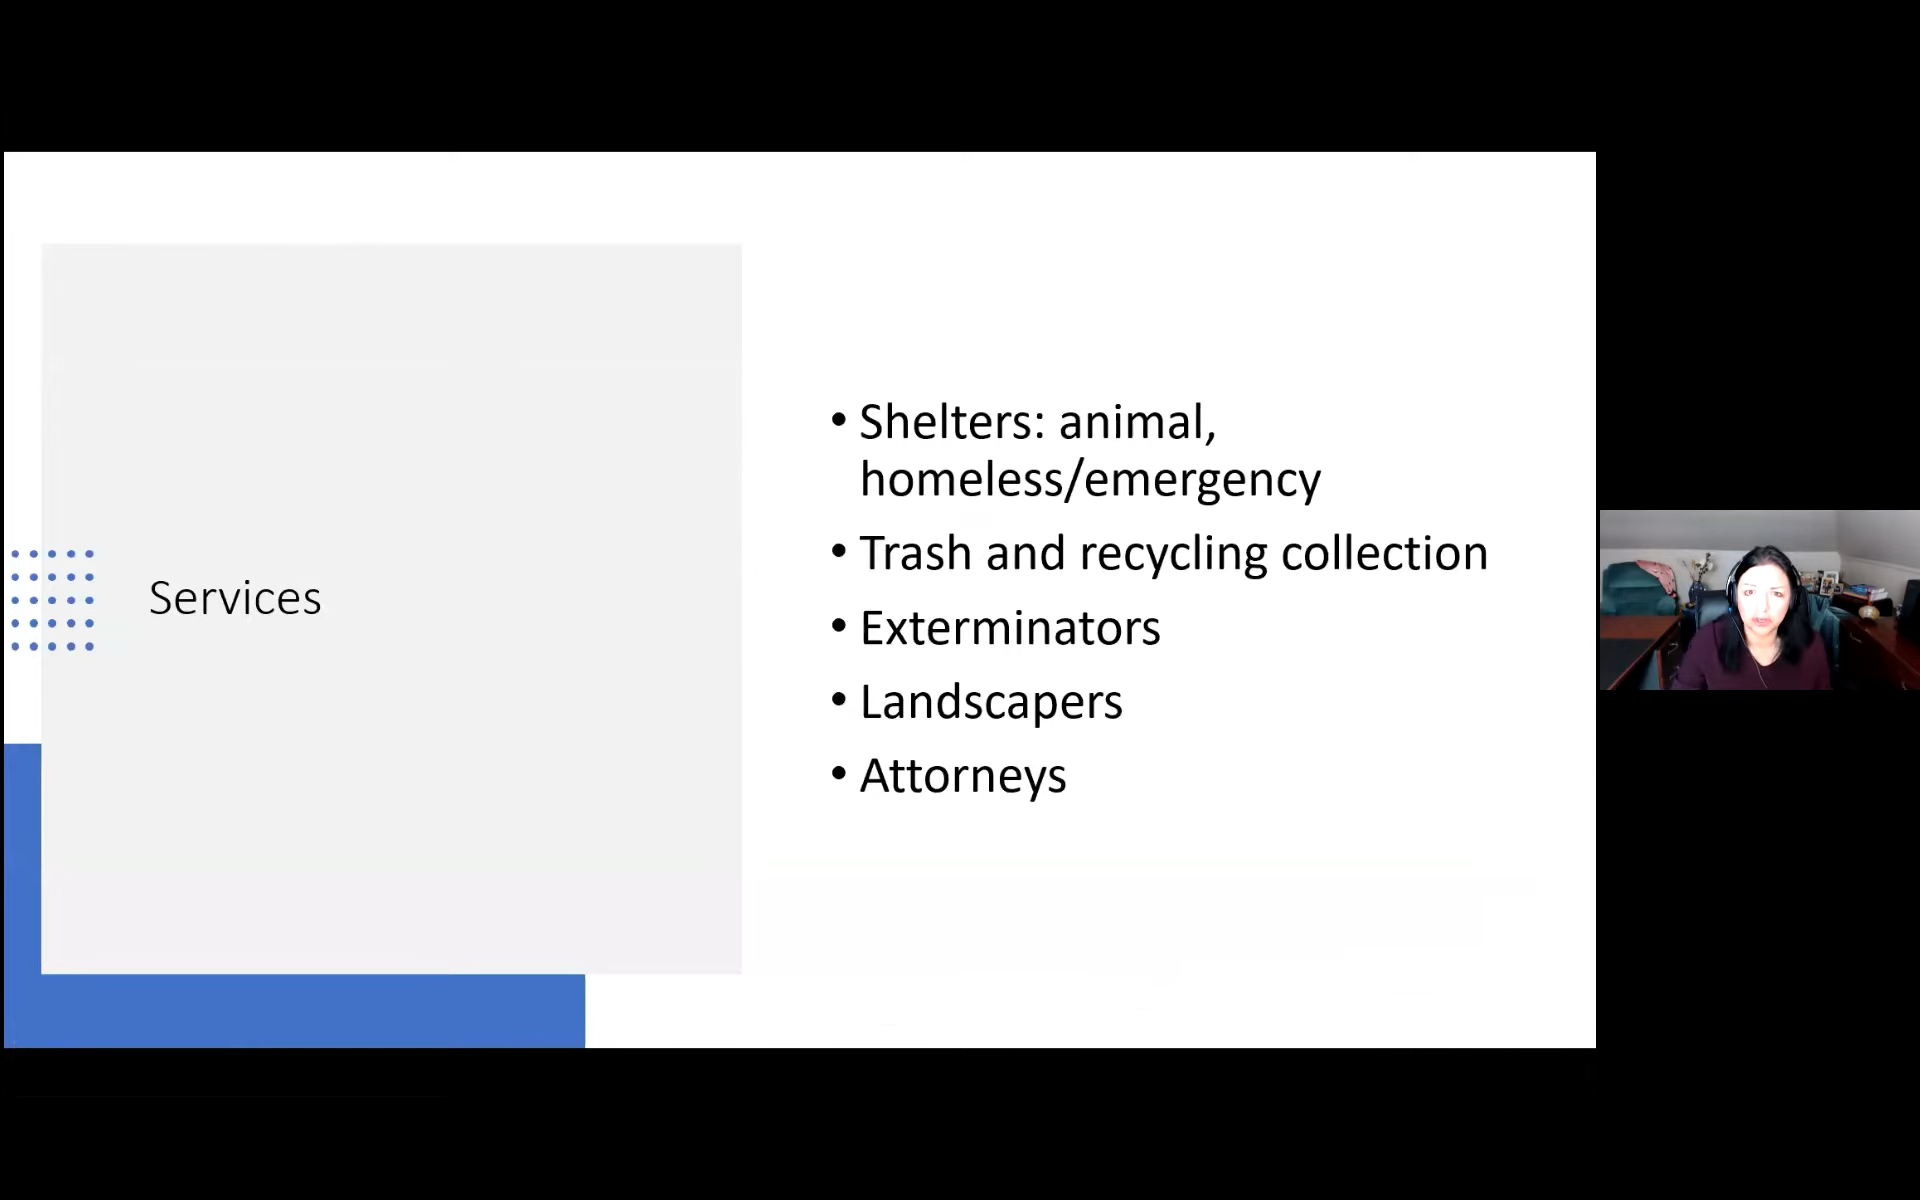 Services
• Shelters: animal,
homeless/emergency
• Trash and recycling collection
• Exterminators
• Landscapers
• Attorneys